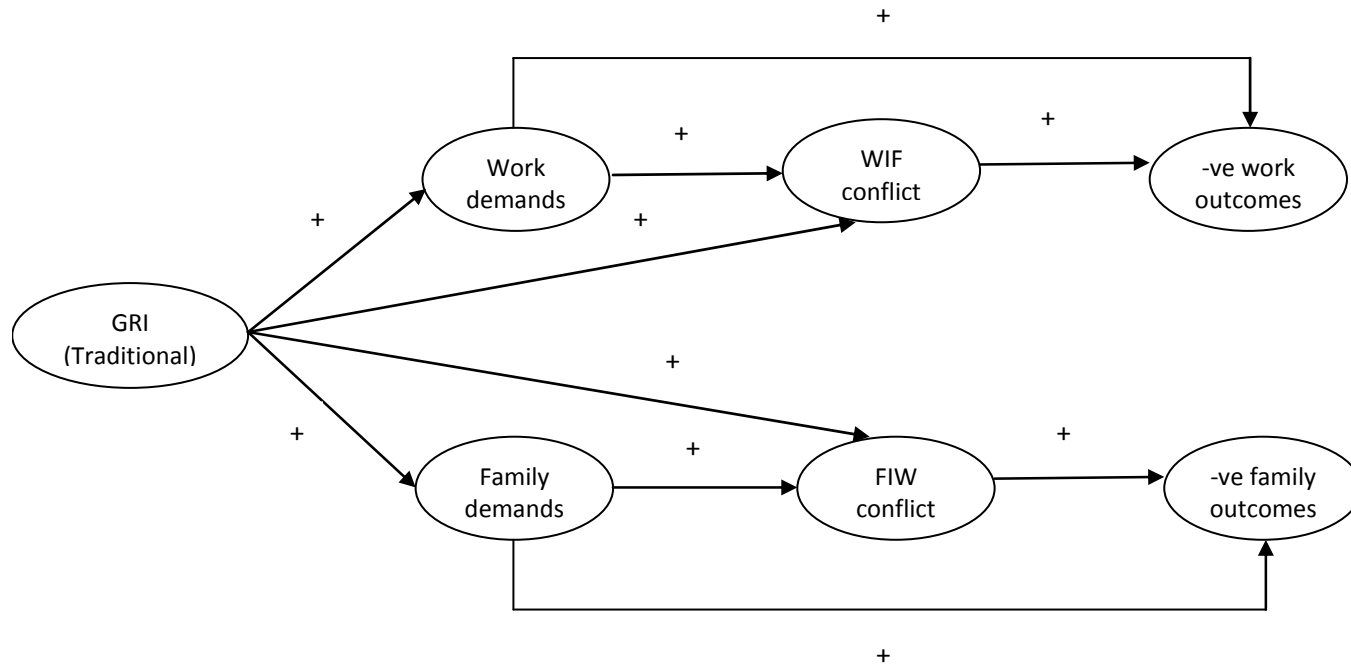 +
+
+
Work
demands
WIF
conflict
-ve work
outcomes
+
+
GRI
(Traditional)
+
+
+
+
Family
demands
FIW
conflict
-ve family
outcomes
+